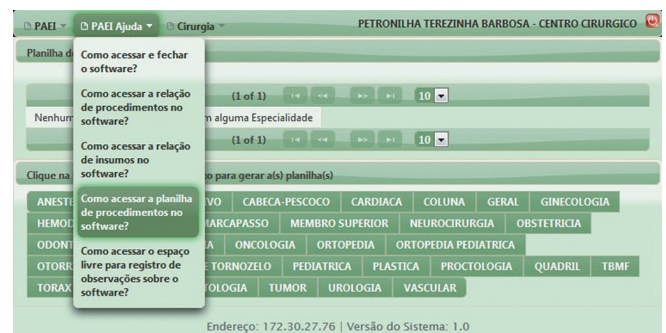 PAEI PAEI Ajuda Cirurgia PETRONILHA TEREZINHA BARBOSA - CENTRO CIRURGICO
Planilha d
Como acessar e fechar
o software?
Como acessar a relação
de procedimentos no
software?
Como acessar a relação
de insumos no
software?
Como acessar a planilha
de procedimentos no
software?
Como acessar o espaço
livre para registro de
observações sobre o
software?
(1 of 1) 10
Nenhum m alguma Especialidade
(1 of 1) 10
Clique na to para gerar a(s) planilha(s)
ANESTE VO CABECA-PESCOCO CARDIACA COLUNA GERAL GINECOLOGIA
HEMOD MARCAPASSO MEMBRO SUPERIOR NEUROCIRURGIA OBSTETRICIA
ODONT A ONCOLOGIA ORTOPEDIA ORTOPEDIA PEDIATRICA
OTORR E TORNOZELO PEDIATRICA PLASTICA PROCTOLOGIA QUADRIL TBMF
TORAX TOLOGIA TUMOR UROLOGIA VASCULAR
Endereço: 172.30.27.76 | Versão do Sistema: 1.0